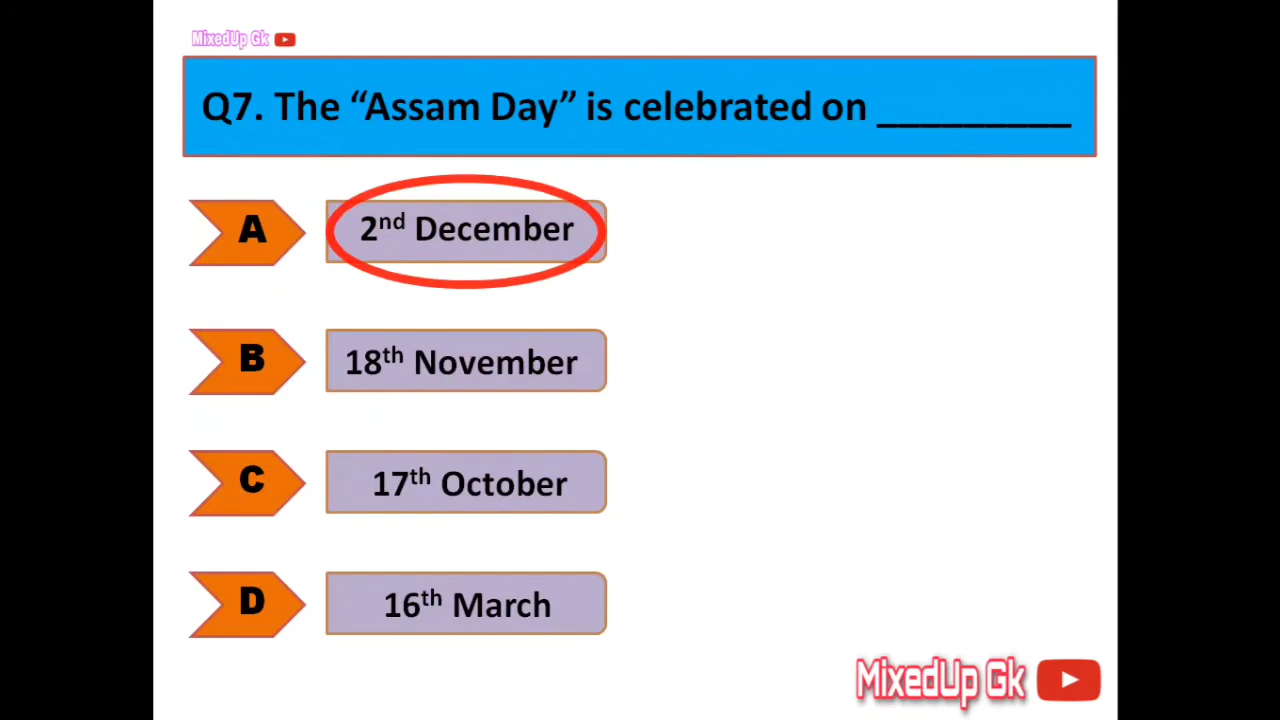 MixedUp Gk
Q7. The “Assam Day” is celebrated on _________
A
2nd December
B
18th November
C
17th October
D
16th March
MixedUp Gk